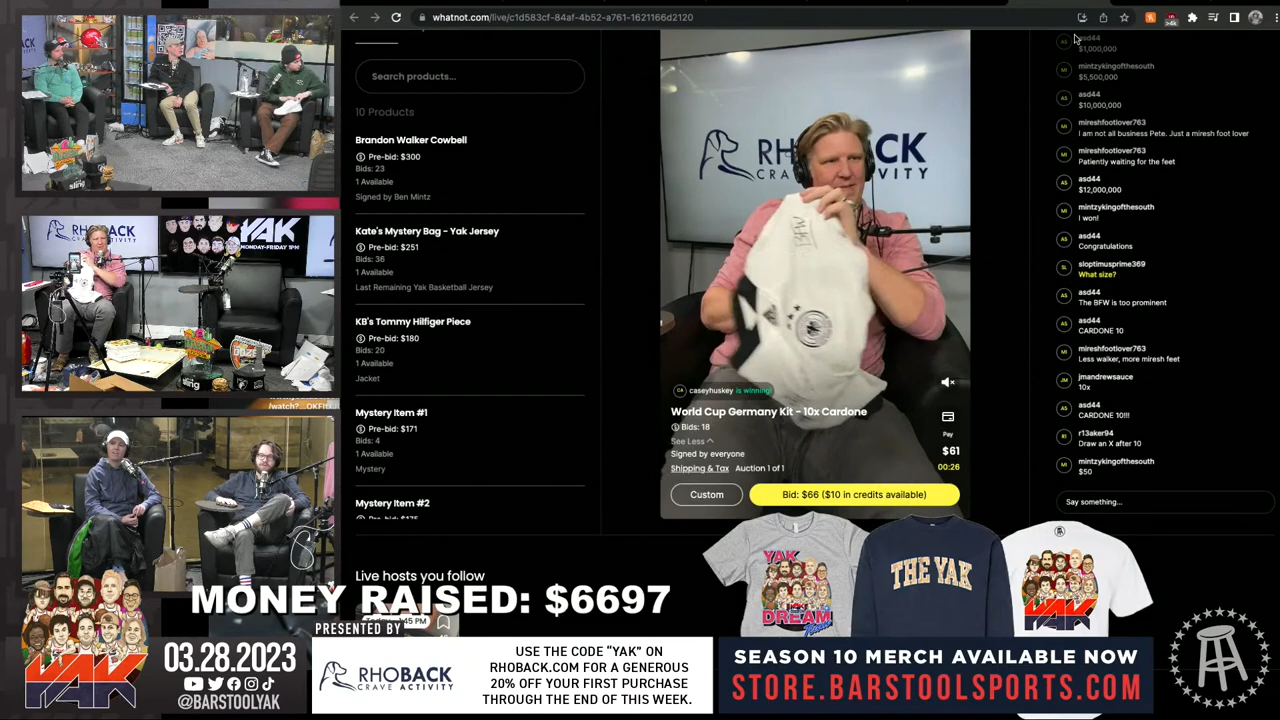 whatnot.com/live/c1d583cf-84af-4b52-a761-1621166d2120
Search products...
10 Products
Brandon Walker Cowbell
Pre-bid: $300
Bids: 23
1 Available
Signed by Ben Mintz
Kate's Mystery Bag - Yak Jersey
Pre-bid: $251
Bids: 36
1 Available
Last Remaining Yak Basketball Jersey
KB's Tommy Hilfiger Piece
Pre-bid: $180
Bids: 20
1 Available
Jacket
Mystery Item #1
Pre-bid: $171
Bids: 4
1 Available
Mystery
Mystery Item #2
Live hosts you follow
RHOBACK
CRAVE ACTIVITY
caseyhuskey is winning!
World Cup Germany Kit - 10x Cardone
Bids: 18
See Less
Signed by everyone
Shipping & Tax Auction 1 of 1
Pay
$61
00:26
Custom
Bid: $66 ($10 in credits available)
asd44
$1,000,000
mintzykingofthesouth
$5,500,000
asd44
$10,000,000
mireshfootlover763
I am not all business Pete. Just a miresh foot lover
mireshfootlover763
Patiently waiting for the feet
asd44
$12,000,000
mintzykingofthesouth
I won!
asd44
Congratulations
sloptimusprime369
What size?
asd44
The BFW is too prominent
asd44
CARDONE 10
mireshfootlover763
Less walker, more miresh feet
jmandrewsauce
10x
asd44
CARDONE 10!!!
r13aker94
Draw an X after 10
mintzykingofthesouth
$50
Say something...
RHOBACK
CRAVE ACTIVITY
YAK
MONDAY-FRIDAY 1PM
MONEY RAISED: $6697
PRESENTED BY
YAK
DREAM
THE YAK
YAK
YAK
03.28.2023
@BARSTOOLYAK
RHOBACK
CRAVE ACTIVITY
USE THE CODE "YAK" ON
RHOBACK.COM FOR A GENEROUS
20% OFF YOUR FIRST PURCHASE
THROUGH THE END OF THIS WEEK.
SEASON 10 MERCH AVAILABLE NOW
STORE.BARSTOOLSPORTS.COM